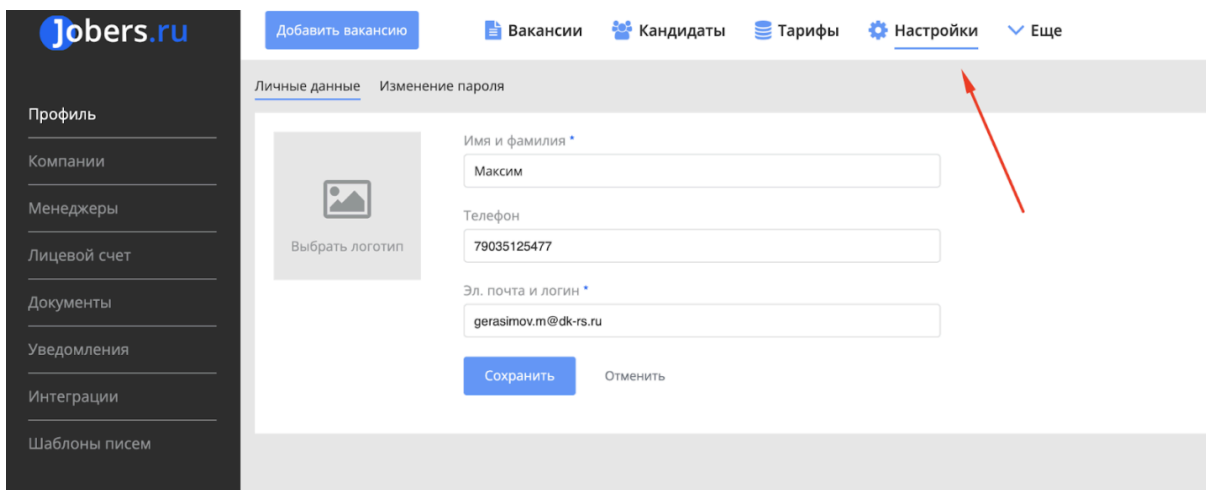 Jobers.ru
Добавить вакансию
Вакансии
Кандидаты
Тарифы
Настройки
Еще
Личные данные
Изменение пароля
Профиль
Компании
Менеджеры
Лицевой счет
Документы
Уведомления
Интеграции
Шаблоны писем
Выбрать логотип
Имя и фамилия *
Максим
Телефон
79035125477
Эл. почта и логин *
gerasimov.m@dk-rs.ru
Сохранить
Отменить